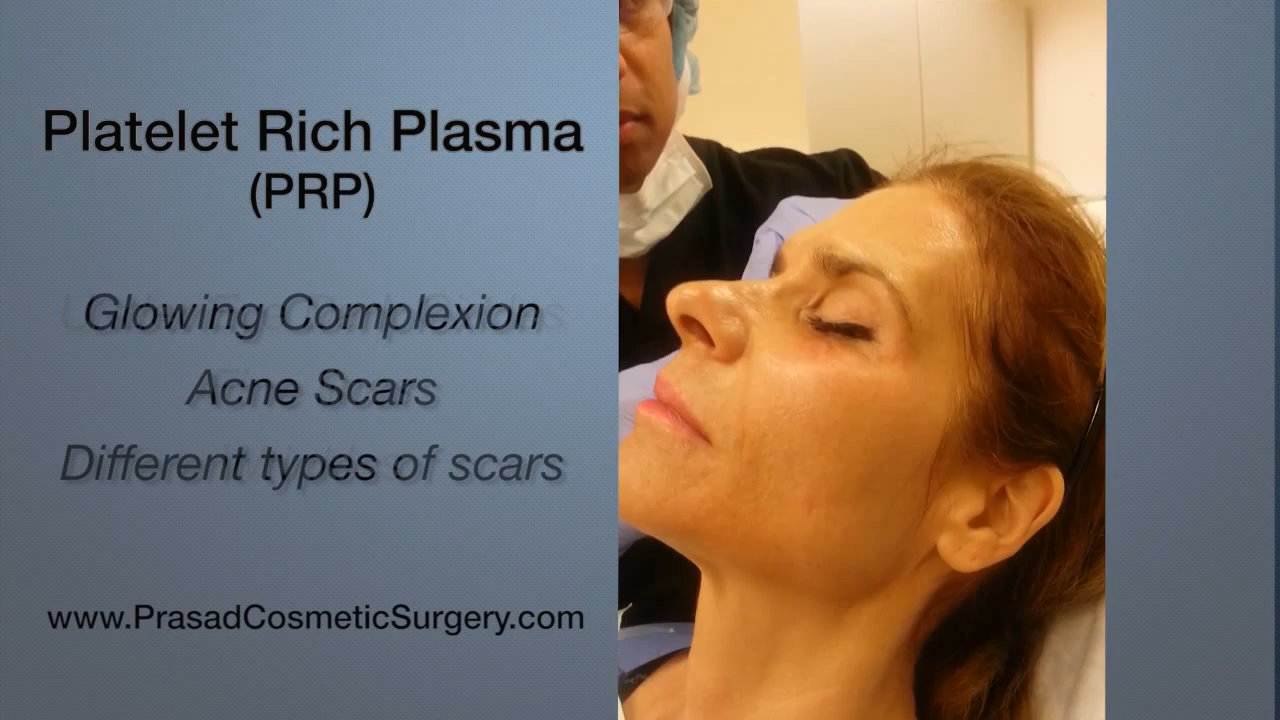 Platelet Rich Plasma
(PRP)
Glowing Complexion
Acne Scars
Different types of scars
www.PrasadCosmeticSurgery.com